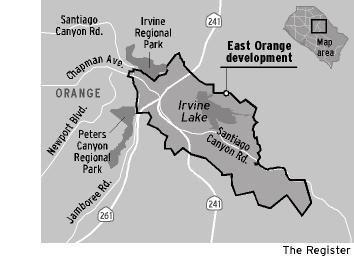 Santiago
Canyon Rd.
Irvine
Regional
Park
241
Chapman Ave.
East Orange
development
Map
area
ORANGE
Newport Blvd.
Irvine
Lake
Peters
Canyon
Regional
Park
Santiago
Canyon Rd.
Jamboree Rd.
261
241
The Register